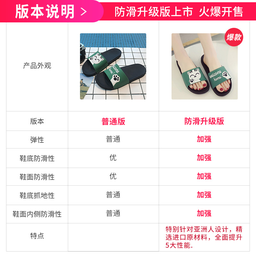 版本说明
防滑升级版上市 火爆开售
产品外观
爆款
版本 普通版 防滑升级版
弹性 普通 加强
鞋底防滑性 优 加强
鞋面防滑性 优 加强
鞋底抓地性 普通 加强
鞋面内侧防滑性 普通 加强
特点 特别针对亚洲人设计，精
选进口原材料，全面提升
5大性能.